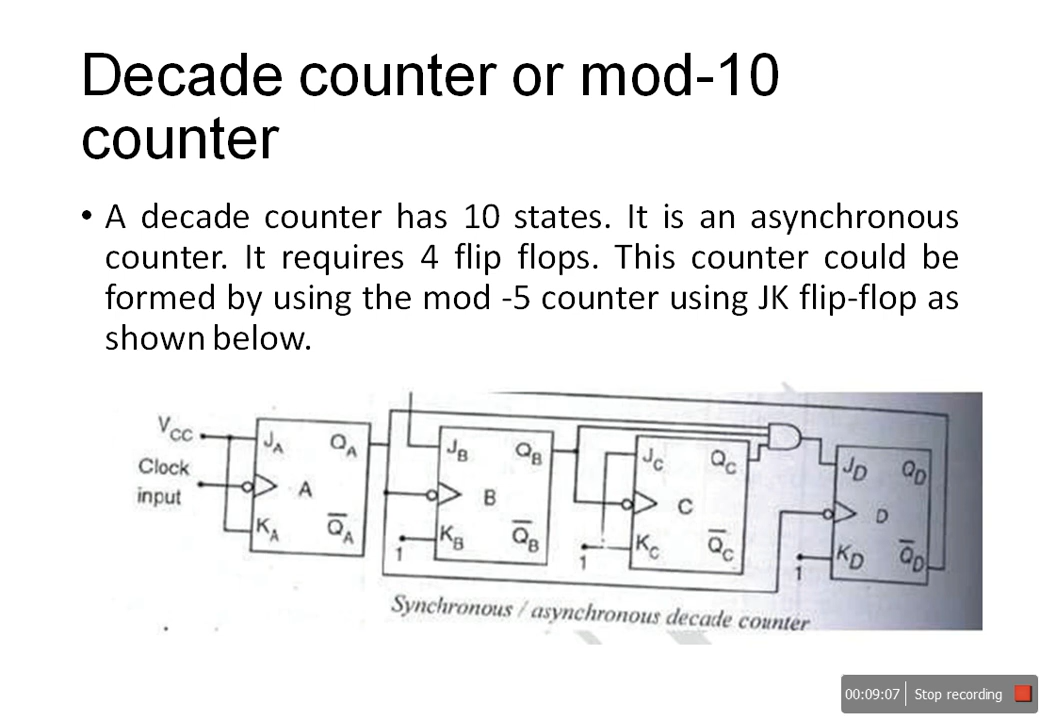 Decade counter or mod-10
counter
• A decade counter has 10 states. It is an asynchronous
counter. It requires 4 flip flops. This counter could be
formed by using the mod -5 counter using JK flip-flop as
shown below.
VCC
Clock
input
JA QA
A
KA Q̅A
JB QB
B
1 KB Q̅B
JC QC
C
1 KC Q̅C
JD QD
D
1 KD Q̅D
Synchronous / asynchronous decade counter
00:09:07 Stop recording